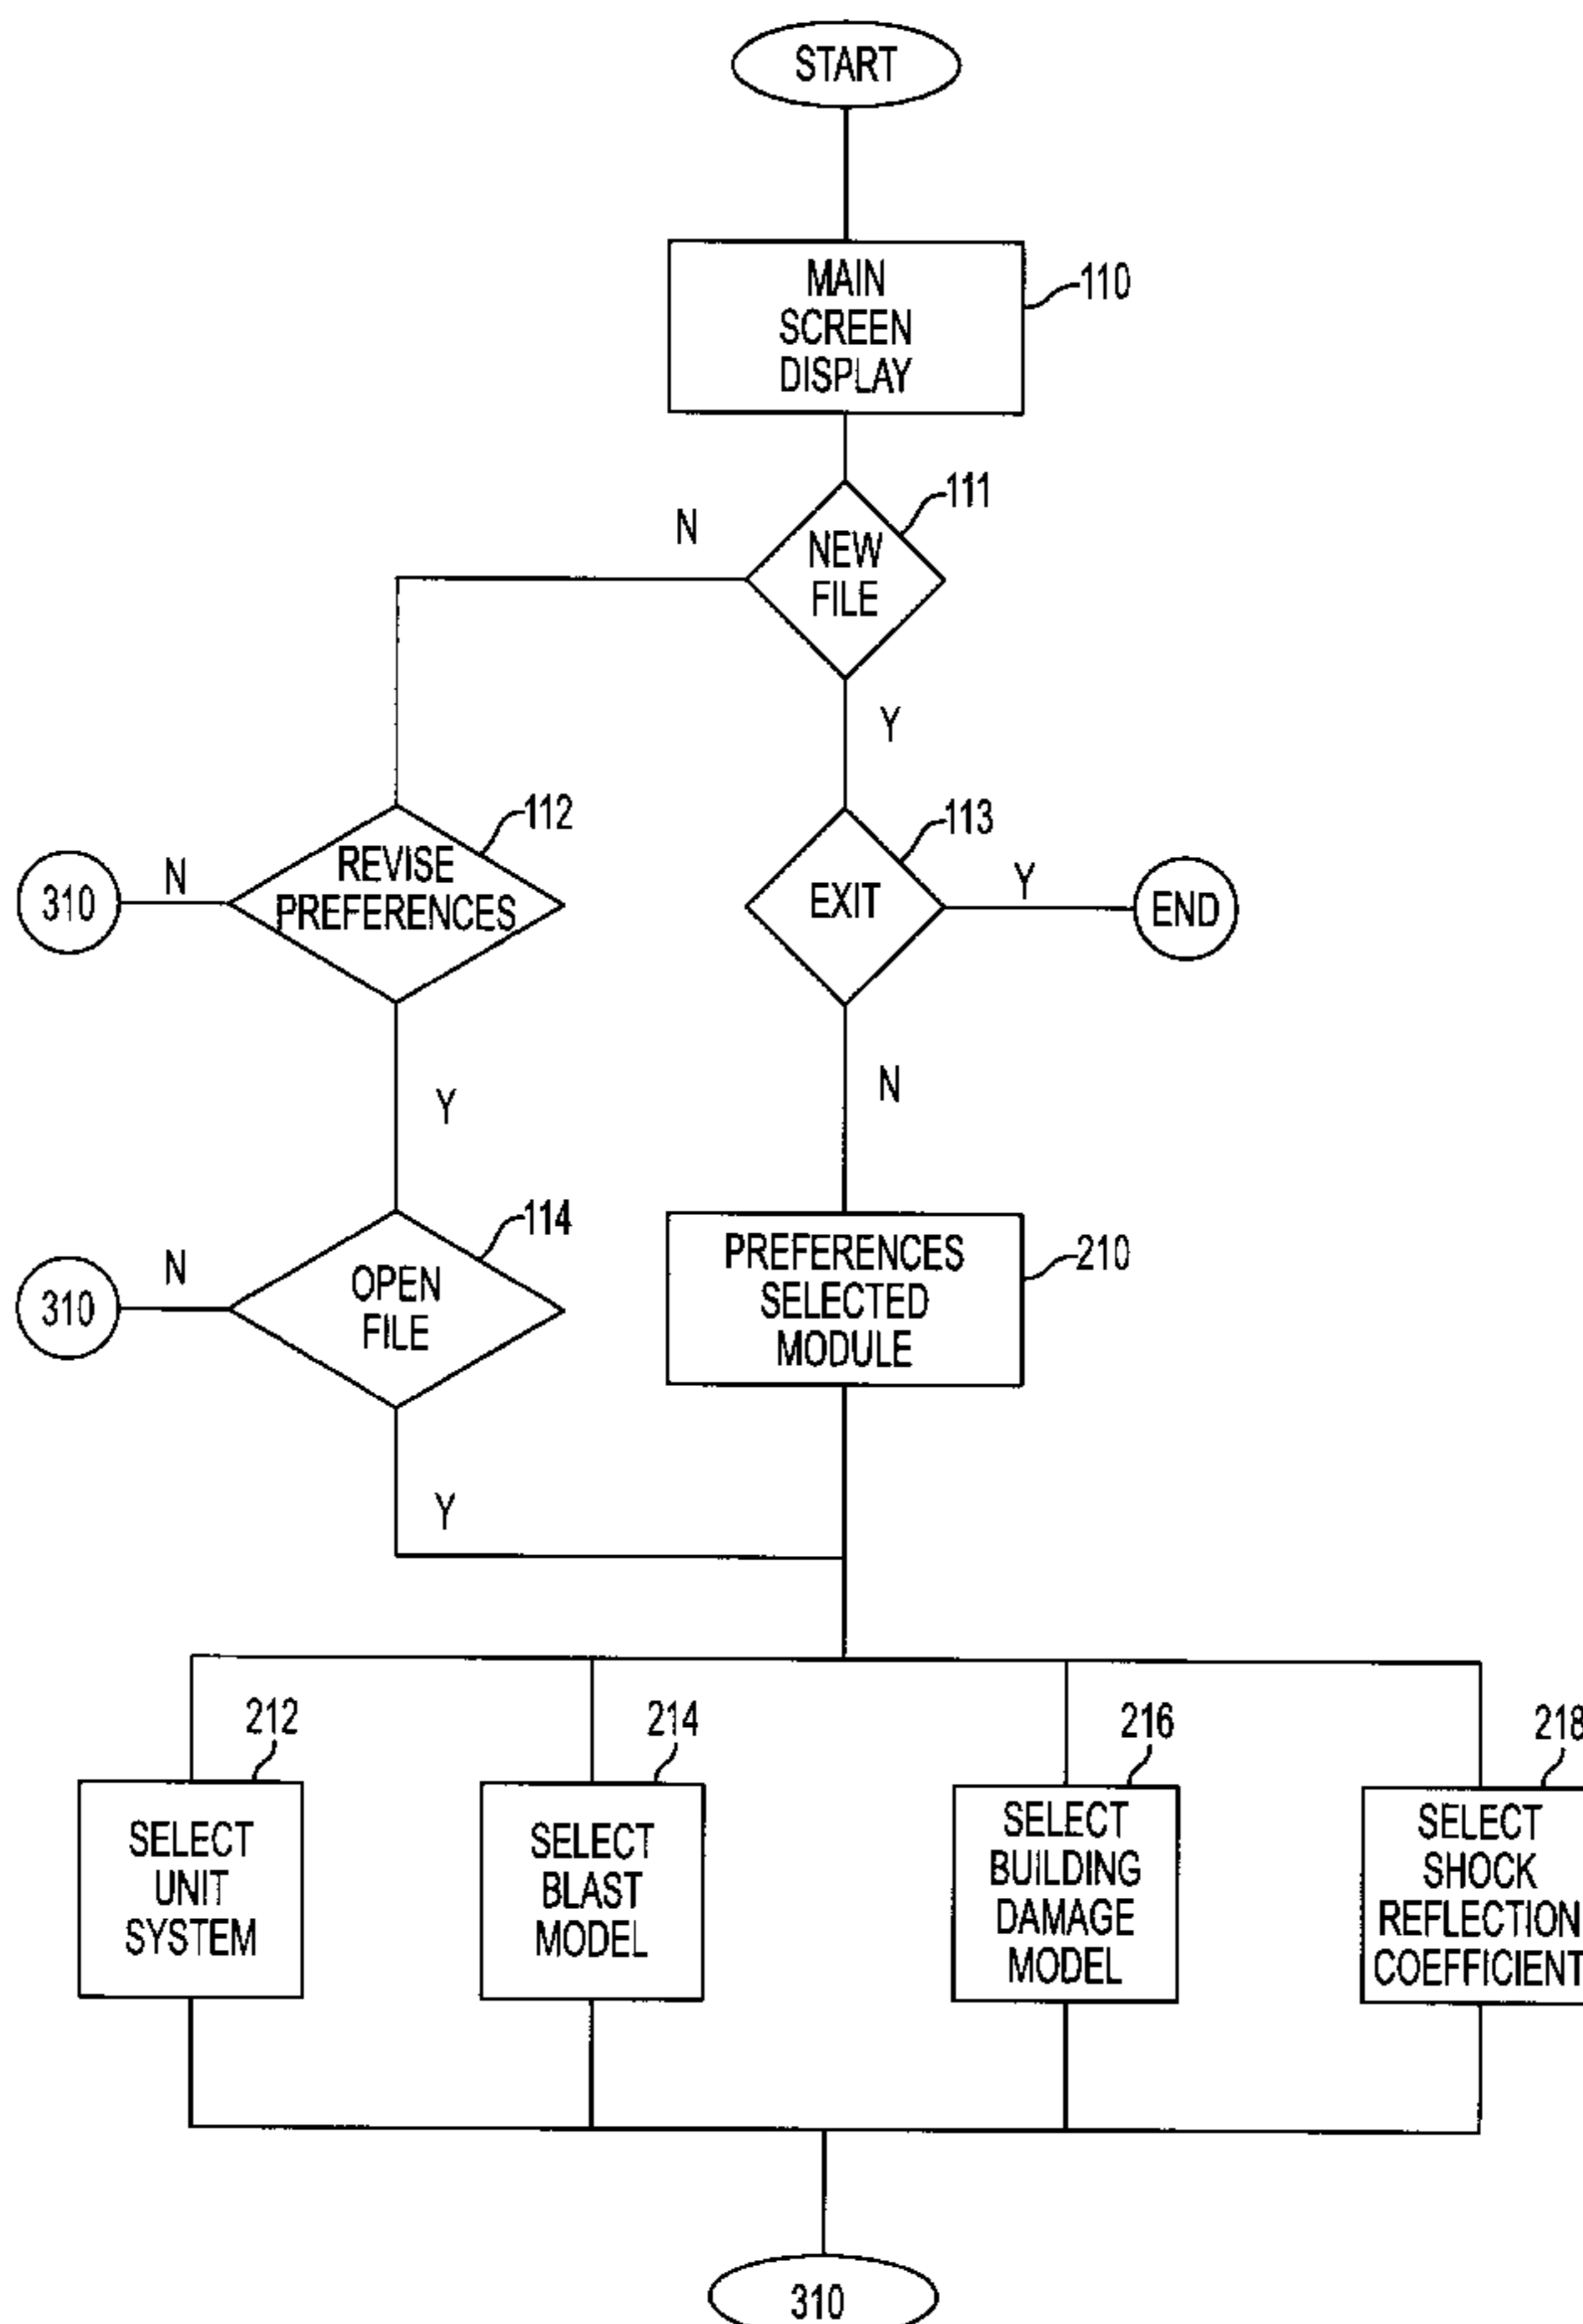 START
MAIN
SCREEN
DISPLAY
110
NEW
FILE
111
N
Y
REVISE
PREFERENCES
112
N
310
Y
EXIT
113
Y
END
N
OPEN
FILE
114
N
310
Y
PREFERENCES
SELECTED
MODULE
210
212
SELECT
UNIT
SYSTEM
214
SELECT
BLAST
MODEL
216
SELECT
BUILDING
DAMAGE
MODEL
218
SELECT
SHOCK
REFLECTION
COEFFICIENT
310